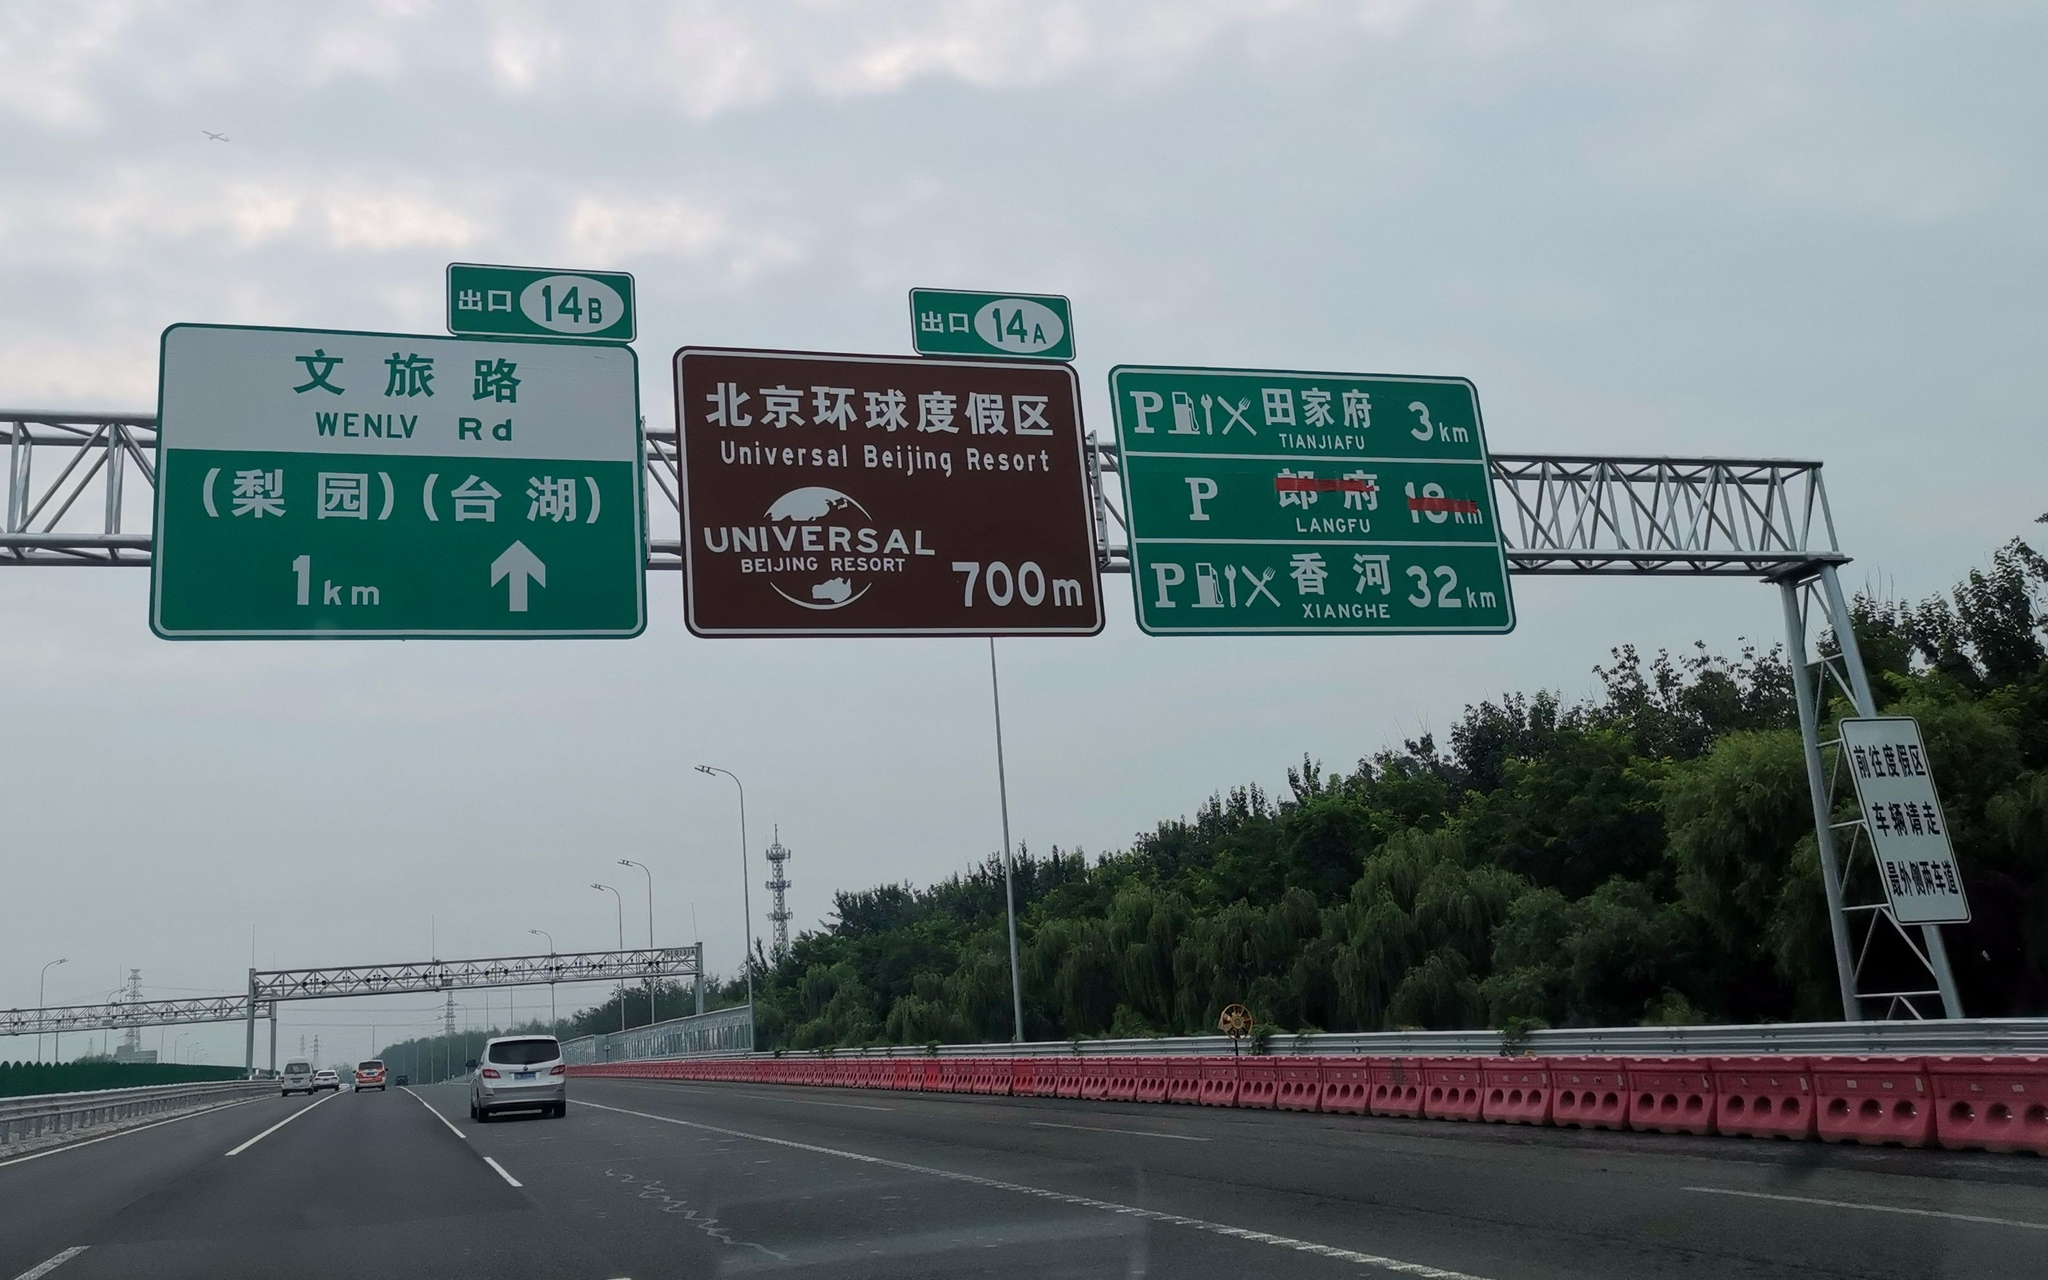 出口 14B
文旅路
WENLV Rd
(梨园)(台湖)
1km
出口 14A
北京环球度假区
Universal Beijing Resort
UNIVERSAL
BEIJING RESORT
700m
P 田家府 3km
TIANJIAFU
P 郎府 18km
LANGFU
P 香河 32km
XIANGHE
前往度假区
车辆请走
最外侧两车道